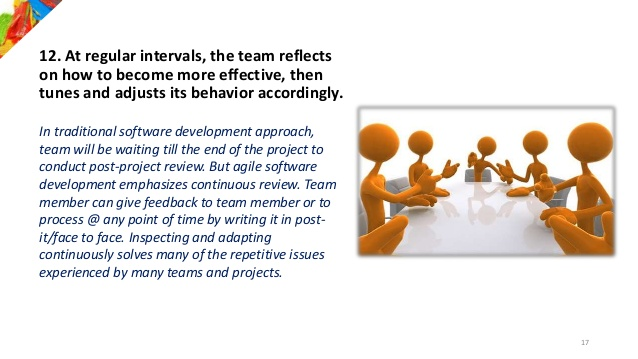 12. At regular intervals, the team reflects
on how to become more effective, then
tunes and adjusts its behavior accordingly.
In traditional software development approach,
team will be waiting till the end of the project to
conduct post-project review. But agile software
development emphasizes continuous review. Team
member can give feedback to team member or to
process @ any point of time by writing it in post-
it/face to face. Inspecting and adapting
continuously solves many of the repetitive issues
experienced by many teams and projects.
17